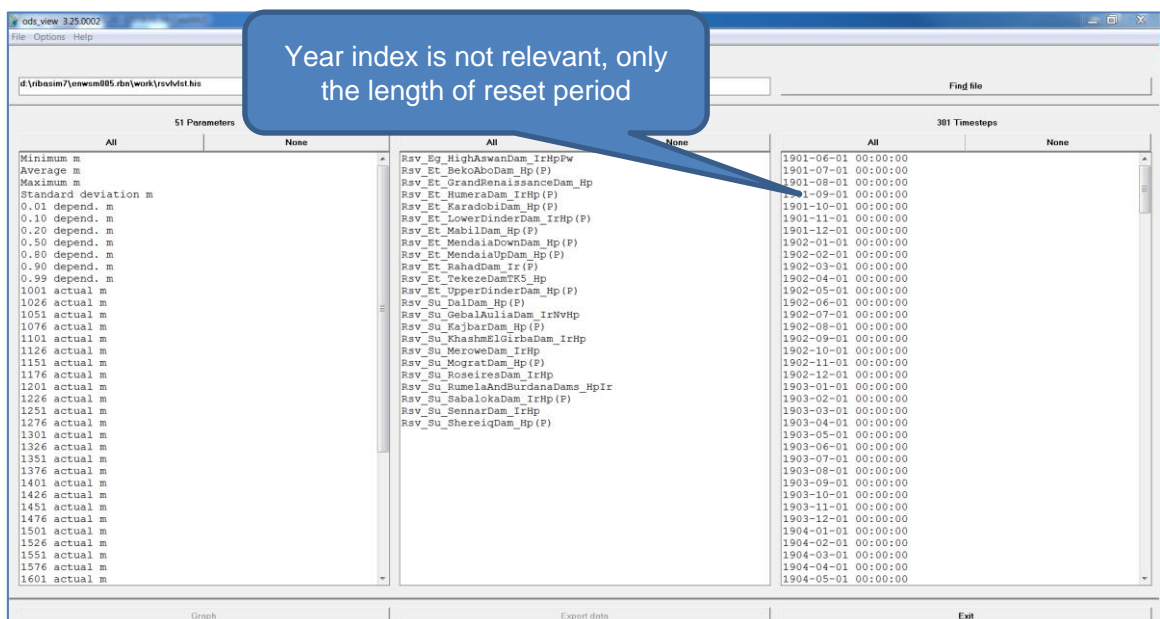 ods_view 3.25.0002
File Options Help
Year index is not relevant, only
the length of reset period
d:\ribasim7\enwsm005.rbn\work\rsvlvlst.his
Find file
51 Parameters
381 Timesteps
All None
All None
All None
Minimum m
Average m
Maximum m
Standard deviation m
0.01 depend. m
0.10 depend. m
0.20 depend. m
0.50 depend. m
0.80 depend. m
0.90 depend. m
0.99 depend. m
1001 actual m
1026 actual m
1051 actual m
1076 actual m
1101 actual m
1126 actual m
1151 actual m
1176 actual m
1201 actual m
1226 actual m
1251 actual m
1276 actual m
1301 actual m
1326 actual m
1351 actual m
1376 actual m
1401 actual m
1426 actual m
1451 actual m
1476 actual m
1501 actual m
1526 actual m
1551 actual m
1576 actual m
1601 actual m
Rsv_Eg_HighAswanDam_IrHpPw
Rsv_Et_BekoAboDam_Hp(P)
Rsv_Et_GrandRenaissanceDam_Hp
Rsv_Et_HumeraDam_IrHp(P)
Rsv_Et_KaradobiDam_Hp(P)
Rsv_Et_LowerDinderDam_IrHp(P)
Rsv_Et_MabilDam_Hp(P)
Rsv_Et_MendaiaDownDam_Hp(P)
Rsv_Et_MendaiaUpDam_Hp(P)
Rsv_Et_RahadDam_Ir(P)
Rsv_Et_TekezeDamTK5_Hp
Rsv_Et_UpperDinderDam_Hp(P)
Rsv_Su_DalDam_Hp(P)
Rsv_Su_GebalAuliaDam_IrNvHp
Rsv_Su_KajbarDam_Hp(P)
Rsv_Su_KhashmElGirbaDam_IrHp
Rsv_Su_MeroweDam_IrHp
Rsv_Su_MogratDam_Hp(P)
Rsv_Su_RoseiresDam_IrHp
Rsv_Su_RumelaAndBurdanaDams_HpIr
Rsv_Su_SabalokaDam_IrHp(P)
Rsv_Su_SennarDam_IrHp
Rsv_Su_ShereiqDam_Hp(P)
1901-06-01 00:00:00
1901-07-01 00:00:00
1901-08-01 00:00:00
1901-09-01 00:00:00
1901-10-01 00:00:00
1901-11-01 00:00:00
1901-12-01 00:00:00
1902-01-01 00:00:00
1902-02-01 00:00:00
1902-03-01 00:00:00
1902-04-01 00:00:00
1902-05-01 00:00:00
1902-06-01 00:00:00
1902-07-01 00:00:00
1902-08-01 00:00:00
1902-09-01 00:00:00
1902-10-01 00:00:00
1902-11-01 00:00:00
1902-12-01 00:00:00
1903-01-01 00:00:00
1903-02-01 00:00:00
1903-03-01 00:00:00
1903-04-01 00:00:00
1903-05-01 00:00:00
1903-06-01 00:00:00
1903-07-01 00:00:00
1903-08-01 00:00:00
1903-09-01 00:00:00
1903-10-01 00:00:00
1903-11-01 00:00:00
1903-12-01 00:00:00
1904-01-01 00:00:00
1904-02-01 00:00:00
1904-03-01 00:00:00
1904-04-01 00:00:00
1904-05-01 00:00:00
Graph
Export data
Exit